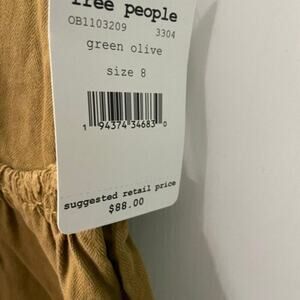 free people
OB1103209 3304
green olive
size 8
1 94374 34683 0
suggested retail price
$88.00